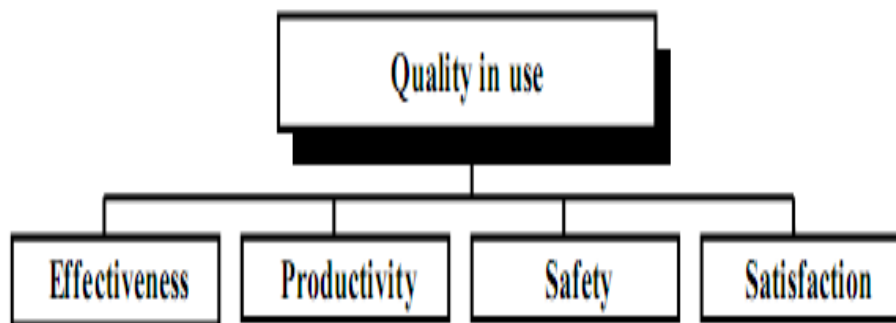 Quality in use
Effectiveness
Productivity
Safety
Satisfaction